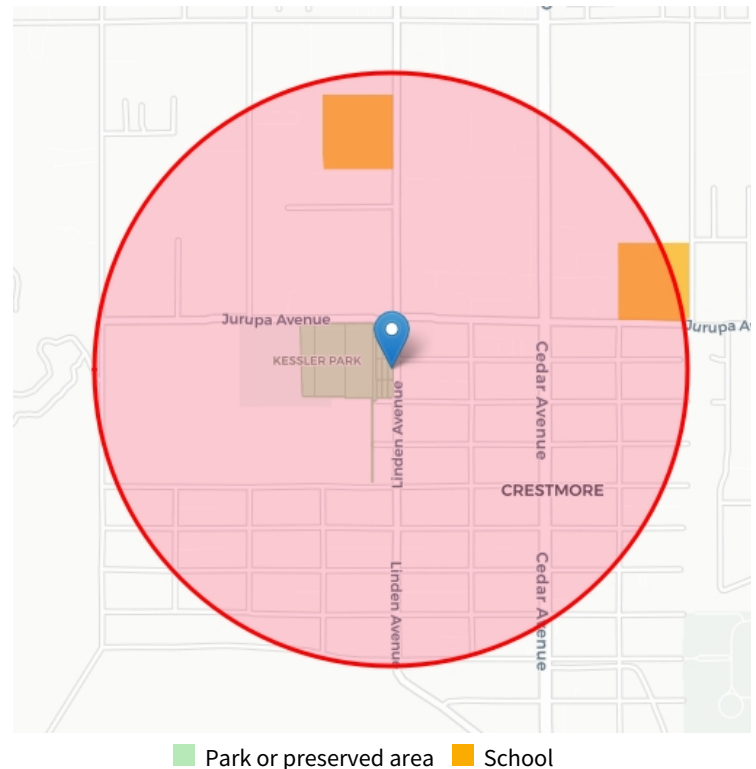 Jurupa Avenue
Jurupa Av
KESSLER PARK
Cedar Avenue
Linden Avenue
CRESTMORE
Linden Avenue
Cedar Avenue
Park or preserved area
School